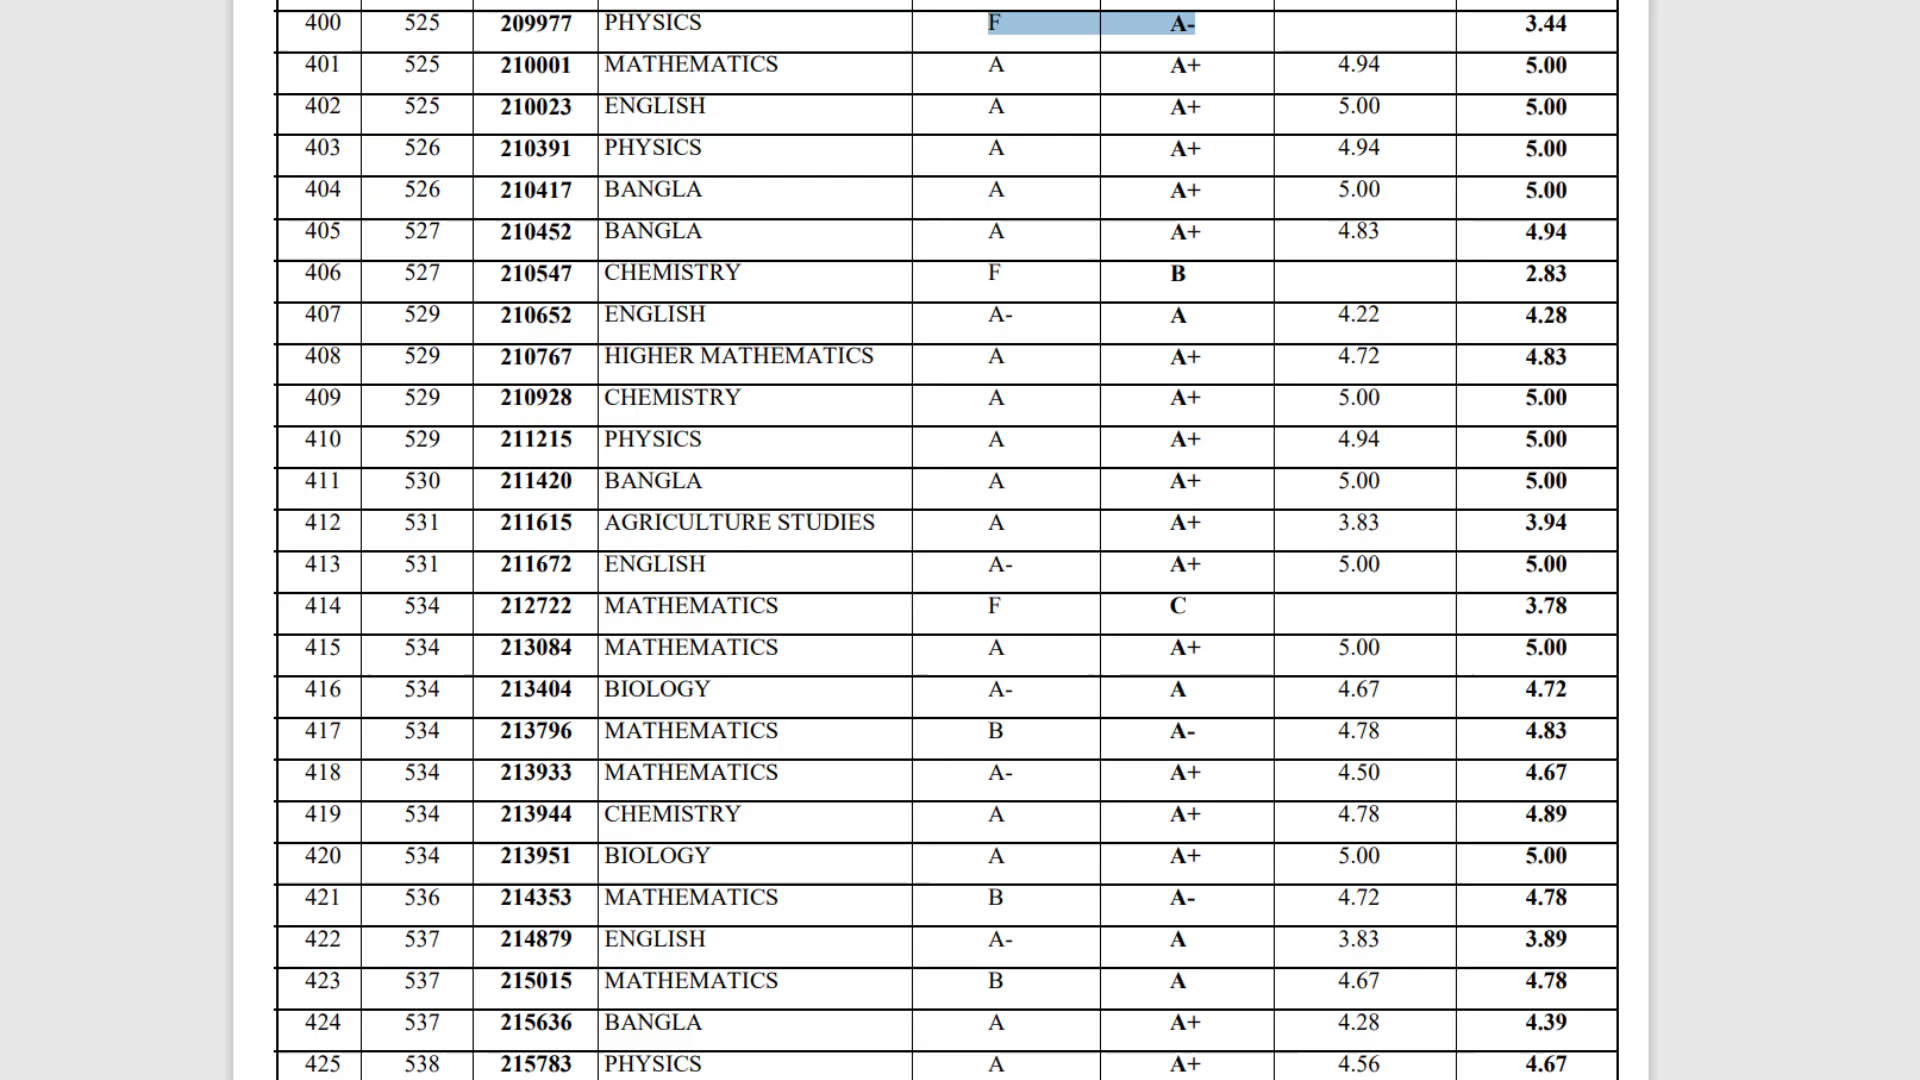 400 525 209977 PHYSICS F A- 3.44
401 525 210001 MATHEMATICS A A+ 4.94 5.00
402 525 210023 ENGLISH A A+ 5.00 5.00
403 526 210391 PHYSICS A A+ 4.94 5.00
404 526 210417 BANGLA A A+ 5.00 5.00
405 527 210452 BANGLA A A+ 4.83 4.94
406 527 210547 CHEMISTRY F B 2.83
407 529 210652 ENGLISH A- A 4.22 4.28
408 529 210767 HIGHER MATHEMATICS A A+ 4.72 4.83
409 529 210928 CHEMISTRY A A+ 5.00 5.00
410 529 211215 PHYSICS A A+ 4.94 5.00
411 530 211420 BANGLA A A+ 5.00 5.00
412 531 211615 AGRICULTURE STUDIES A A+ 3.83 3.94
413 531 211672 ENGLISH A- A+ 5.00 5.00
414 534 212722 MATHEMATICS F C 3.78
415 534 213084 MATHEMATICS A A+ 5.00 5.00
416 534 213404 BIOLOGY A- A 4.67 4.72
417 534 213796 MATHEMATICS B A- 4.78 4.83
418 534 213933 MATHEMATICS A- A+ 4.50 4.67
419 534 213944 CHEMISTRY A A+ 4.78 4.89
420 534 213951 BIOLOGY A A+ 5.00 5.00
421 536 214353 MATHEMATICS B A- 4.72 4.78
422 537 214879 ENGLISH A- A 3.83 3.89
423 537 215015 MATHEMATICS B A 4.67 4.78
424 537 215636 BANGLA A A+ 4.28 4.39
425 538 215783 PHYSICS A A+ 4.56 4.67